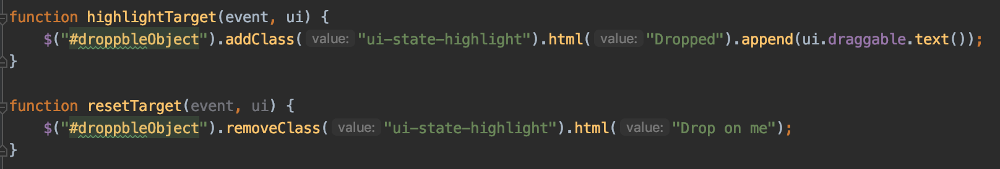 function highlightTarget(event, ui) {
    $("#droppbleObject").addClass( value: "ui-state-highlight").html( value: "Dropped").append(ui.draggable.text());
}
function resetTarget(event, ui) {
    $("#droppbleObject").removeClass( value: "ui-state-highlight").html( value: "Drop on me");
}